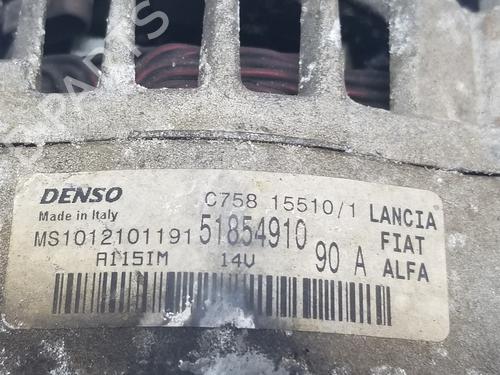 DENSO C758 15510/1 LANCIA
Made in Italy
MS1012101191 51854910 FIAT
A115IM 14V 90 A ALFA